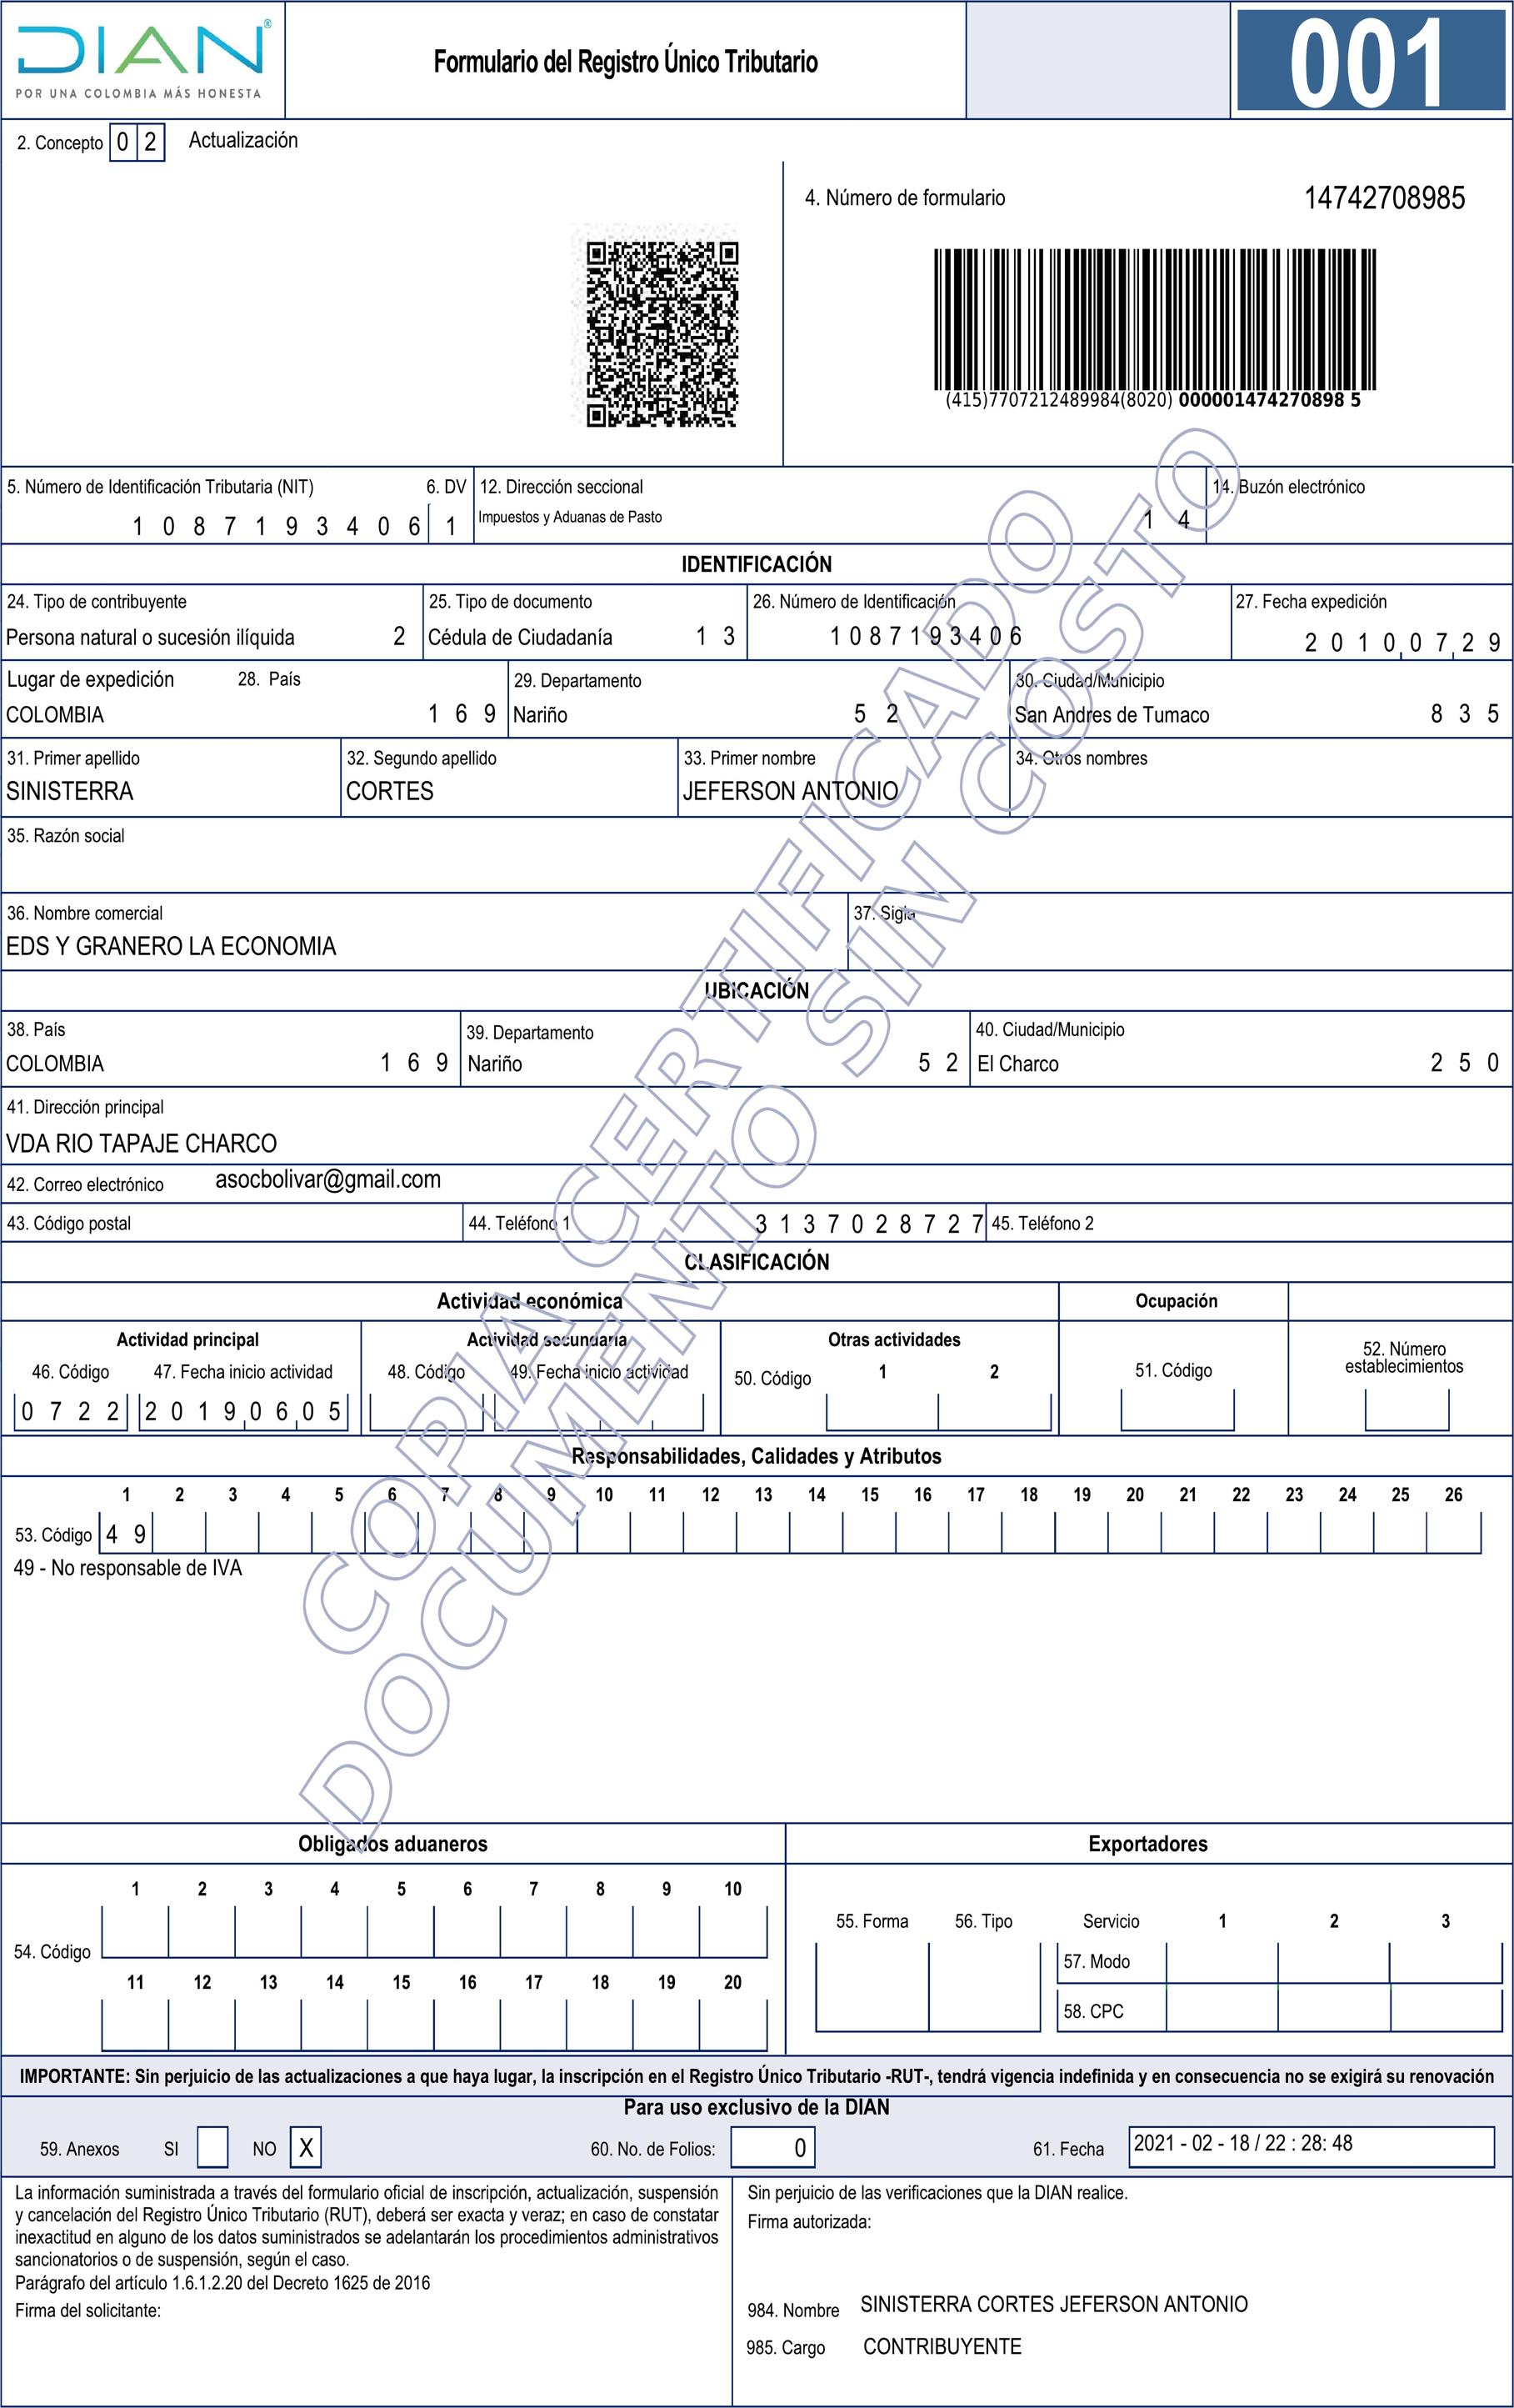 DIAN®
POR UNA COLOMBIA MÁS HONESTA
Formulario del Registro Único Tributario
001
2. Concepto 0 2 Actualización
4. Número de formulario 14742708985
(415)7707212489984(8020) 000001474270898 5
5. Número de Identificación Tributaria (NIT) 6. DV 12. Dirección seccional 14. Buzón electrónico
1 0 8 7 1 9 3 4 0 6 1 Impuestos y Aduanas de Pasto 1 4
IDENTIFICACIÓN
24. Tipo de contribuyente 25. Tipo de documento 26. Número de Identificación 27. Fecha expedición
Persona natural o sucesión ilíquida 2 Cédula de Ciudadanía 1 3 1 0 8 7 1 9 3 4 0 6 2 0 1 0 0 7 2 9
Lugar de expedición 28. País 29. Departamento 30. Ciudad/Municipio
COLOMBIA 1 6 9 Nariño 5 2 San Andres de Tumaco 8 3 5
31. Primer apellido 32. Segundo apellido 33. Primer nombre 34. Otros nombres
SINISTERRA CORTES JEFERSON ANTONIO
35. Razón social
36. Nombre comercial 37. Sigla
EDS Y GRANERO LA ECONOMIA
UBICACIÓN
38. País 39. Departamento 40. Ciudad/Municipio
COLOMBIA 1 6 9 Nariño 5 2 El Charco 2 5 0
41. Dirección principal
VDA RIO TAPAJE CHARCO
42. Correo electrónico asocbolivar@gmail.com
43. Código postal 44. Teléfono 1 3 1 3 7 0 2 8 7 2 7 45. Teléfono 2
CLASIFICACIÓN
Actividad económica Ocupación
Actividad principal Actividad secundaria Otras actividades 52. Número establecimientos
46. Código 47. Fecha inicio actividad 48. Código 49. Fecha inicio actividad 50. Código 1 2 51. Código
0 7 2 2 2 0 1 9 0 6 0 5
Responsabilidades, Calidades y Atributos
1 2 3 4 5 6 7 8 9 10 11 12 13 14 15 16 17 18 19 20 21 22 23 24 25 26
53. Código 4 9
49 - No responsable de IVA
COPIA CERTIFICADO
DOCUMENTO SIN COSTO
Obligados aduaneros Exportadores
1 2 3 4 5 6 7 8 9 10
55. Forma 56. Tipo Servicio 1 2 3
54. Código 57. Modo
11 12 13 14 15 16 17 18 19 20
58. CPC
IMPORTANTE: Sin perjuicio de las actualizaciones a que haya lugar, la inscripción en el Registro Único Tributario -RUT-, tendrá vigencia indefinida y en consecuencia no se exigirá su renovación
Para uso exclusivo de la DIAN
59. Anexos SI NO X 60. No. de Folios: 0 61. Fecha 2021 - 02 - 18 / 22 : 28: 48
La información suministrada a través del formulario oficial de inscripción, actualización, suspensión
y cancelación del Registro Único Tributario (RUT), deberá ser exacta y veraz; en caso de constatar
inexactitud en alguno de los datos suministrados se adelantarán los procedimientos administrativos
sancionatorios o de suspensión, según el caso.
Parágrafo del artículo 1.6.1.2.20 del Decreto 1625 de 2016
Firma del solicitante:
Sin perjuicio de las verificaciones que la DIAN realice.
Firma autorizada:
984. Nombre SINISTERRA CORTES JEFERSON ANTONIO
985. Cargo CONTRIBUYENTE